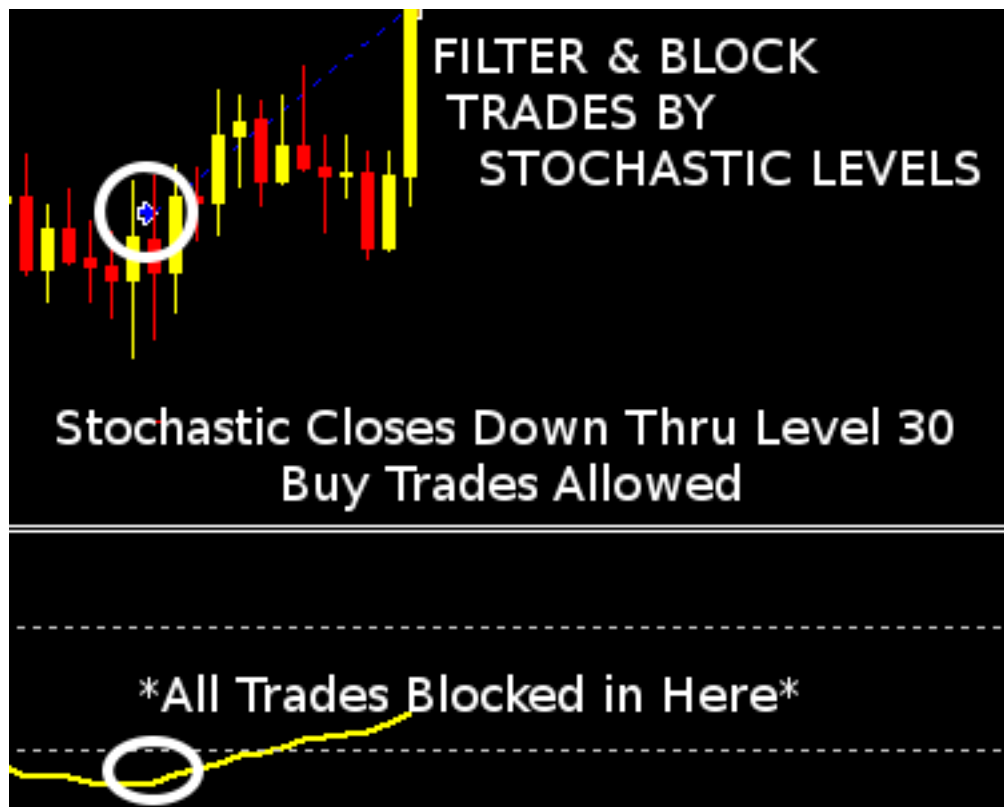 FILTER & BLOCK
TRADES BY
STOCHASTIC LEVELS
Stochastic Closes Down Thru Level 30
Buy Trades Allowed
*All Trades Blocked in Here*